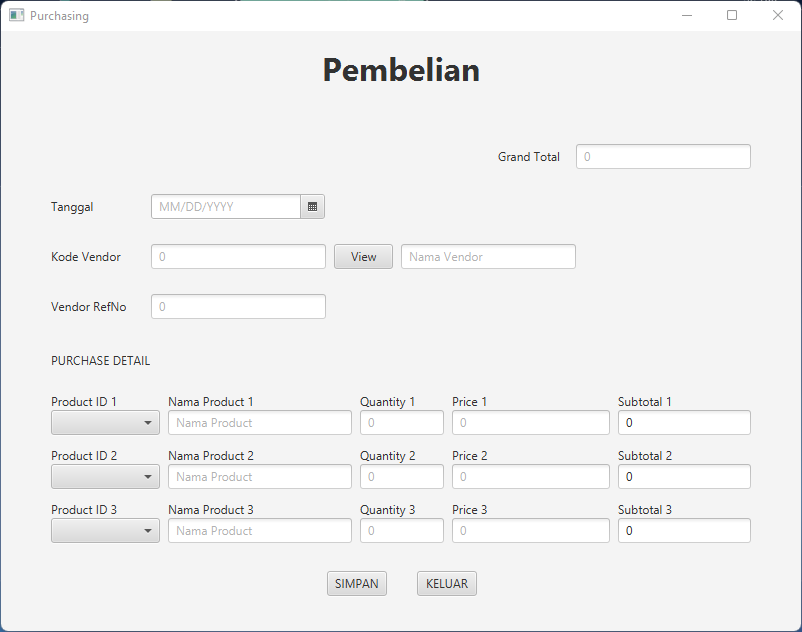 Purchasing
Pembelian
Grand Total 0
Tanggal MM/DD/YYYY
Kode Vendor 0 View Nama Vendor
Vendor RefNo 0
PURCHASE DETAIL
Product ID 1 Nama Product 1 Quantity 1 Price 1 Subtotal 1
Nama Product 0 0 0
Product ID 2 Nama Product 2 Quantity 2 Price 2 Subtotal 2
Nama Product 0 0 0
Product ID 3 Nama Product 3 Quantity 3 Price 3 Subtotal 3
Nama Product 0 0 0
SIMPAN KELUAR